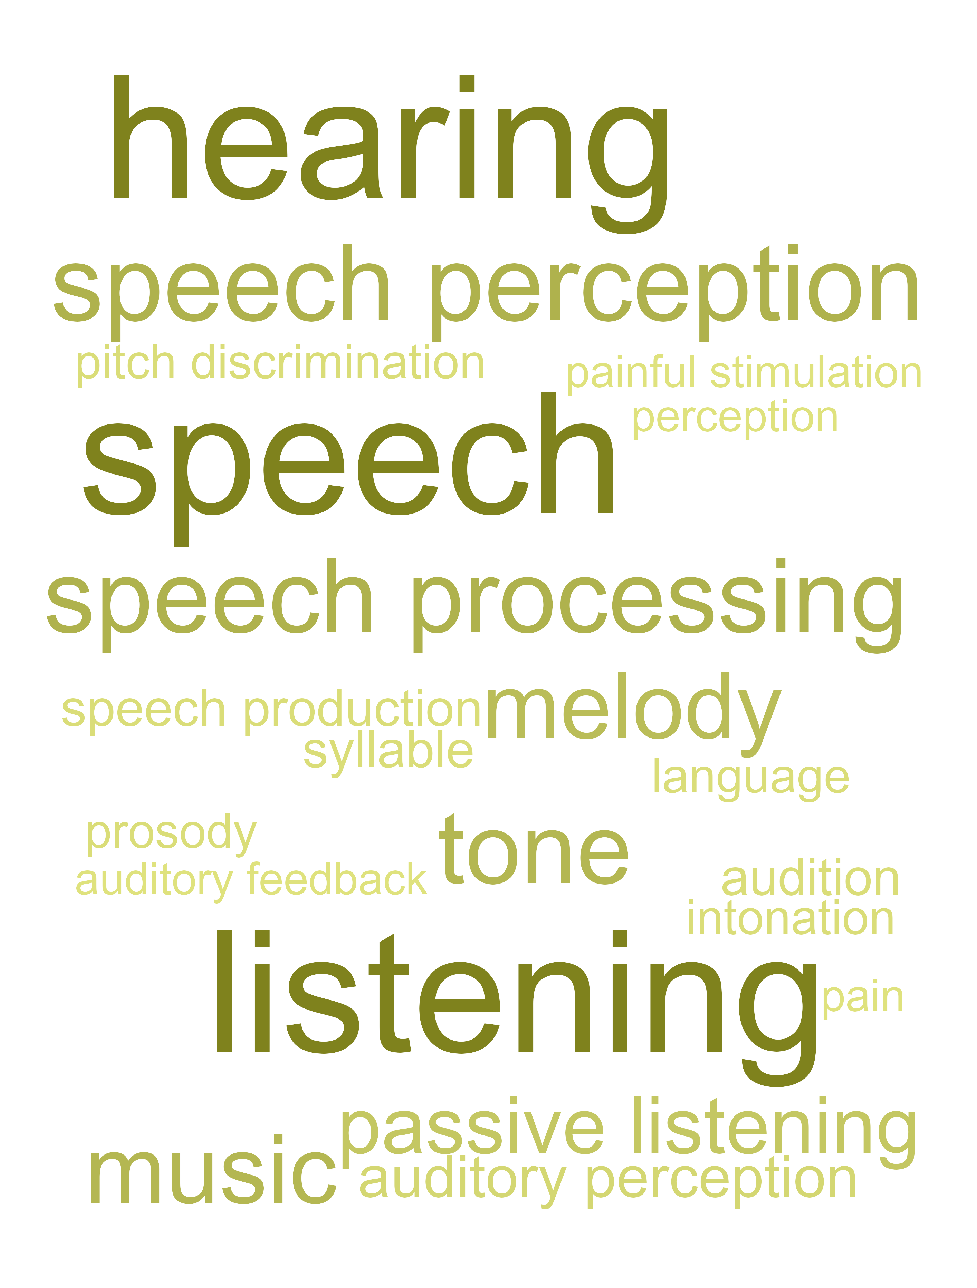 hearing
speech perception
pitch discrimination
painful stimulation
perception
speech
speech processing
melody
speech production
syllable
language
tone
prosody
auditory feedback
audition
intonation
listening
pain
passive listening
music
auditory perception